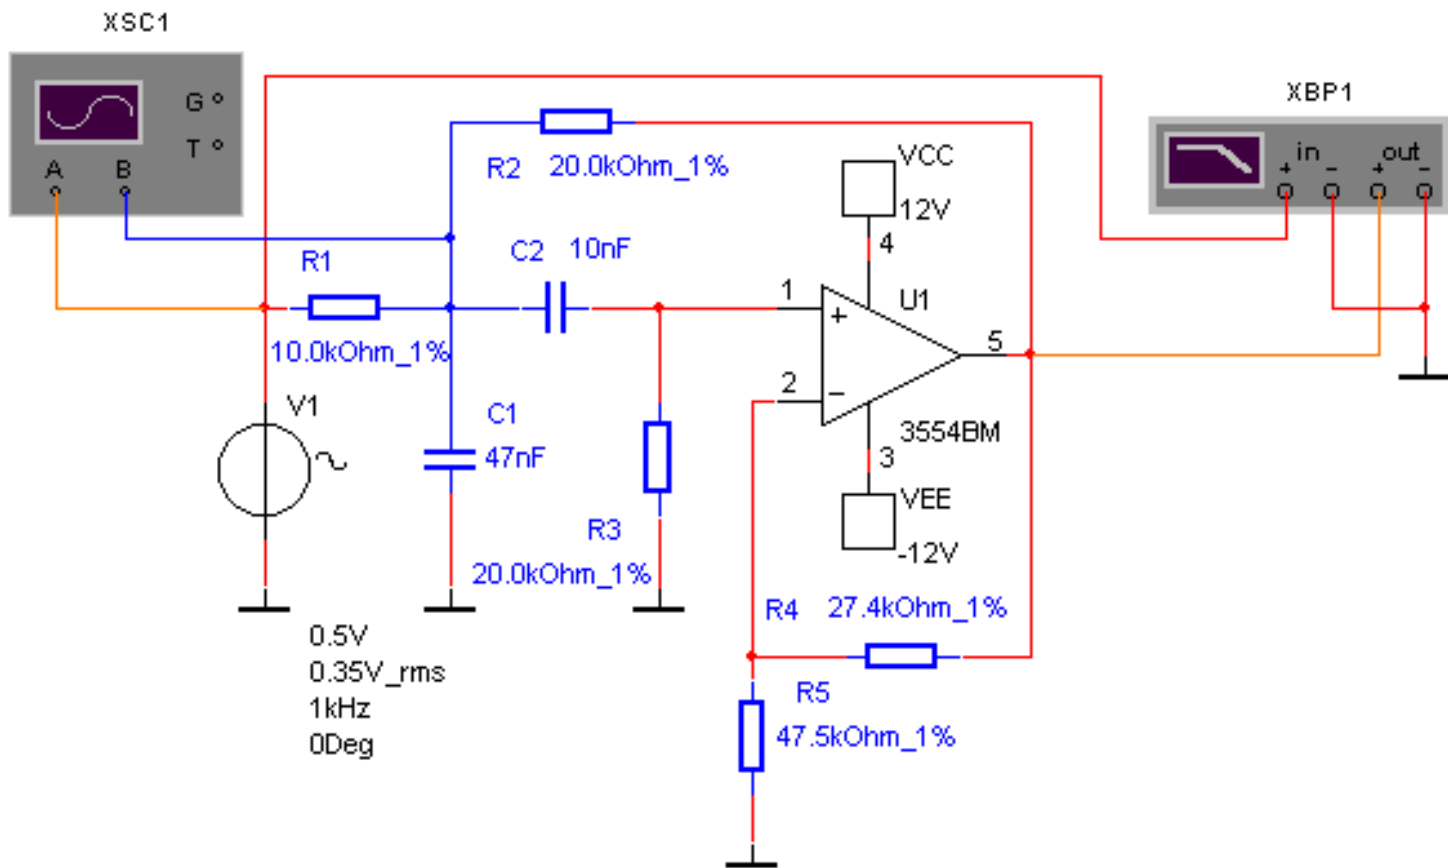 XSC1
G
T
A
B
XBP1
in
out
+
-
+
-
R2
20.0kOhm_1%
VCC
12V
4
R1
10.0kOhm_1%
C2
10nF
1
+
U1
5
2
-
3554BM
3
VEE
-12V
V1
C1
47nF
R3
20.0kOhm_1%
R4
27.4kOhm_1%
R5
47.5kOhm_1%
0.5V
0.35V_rms
1kHz
0Deg